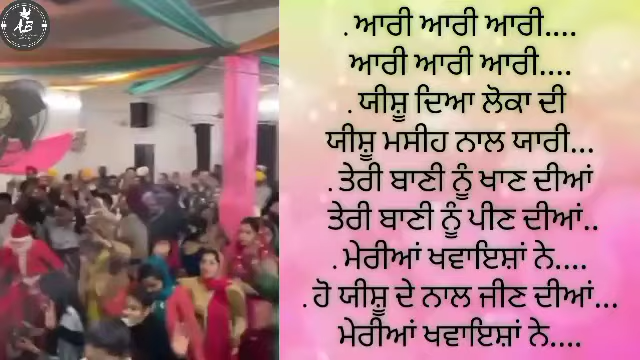 . ਆਰੀ ਆਰੀ ਆਰੀ....
ਆਰੀ ਆਰੀ ਆਰੀ....
. ਯੀਸ਼ੂ ਦਿਆ ਲੋਕਾ ਦੀ
ਯੀਸ਼ੂ ਮਸੀਹ ਨਾਲ ਯਾਰੀ...
. ਤੇਰੀ ਬਾਣੀ ਨੂੰ ਖਾਣ ਦੀਆਂ
ਤੇਰੀ ਬਾਣੀ ਨੂੰ ਪੀਣ ਦੀਆਂ..
. ਮੇਰੀਆਂ ਖਵਾਇਸ਼ਾਂ ਨੇ....
. ਹੋ ਯੀਸ਼ੂ ਦੇ ਨਾਲ ਜੀਣ ਦੀਆਂ...
ਮੇਰੀਆਂ ਖਵਾਇਸ਼ਾਂ ਨੇ....